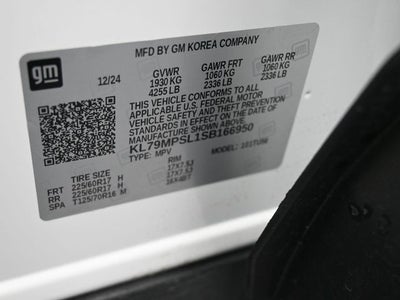 gm
MFD BY GM KOREA COMPANY
12/24
GVWR
1930 KG
4255 LB
GAWR FRT
1060 KG
2336 LB
GAWR RR
1060 KG
2336 LB
THIS VEHICLE CONFORMS TO ALL
APPLICABLE U.S. FEDERAL MOTOR
VEHICLE SAFETY AND THEFT PREVENTION
STANDARDS IN EFFECT ON THE DATE OF
MANUFACTURE SHOWN ABOVE.
KL79MPSL1SB166950
TYPE: MPV
MODEL: 1TU56
TIRE SIZE
RIM
FRT 225/60R17 H 17X7.5J
RR 225/60R17 H 17X7.5J
SPA T125/70R16 M 16X4BT